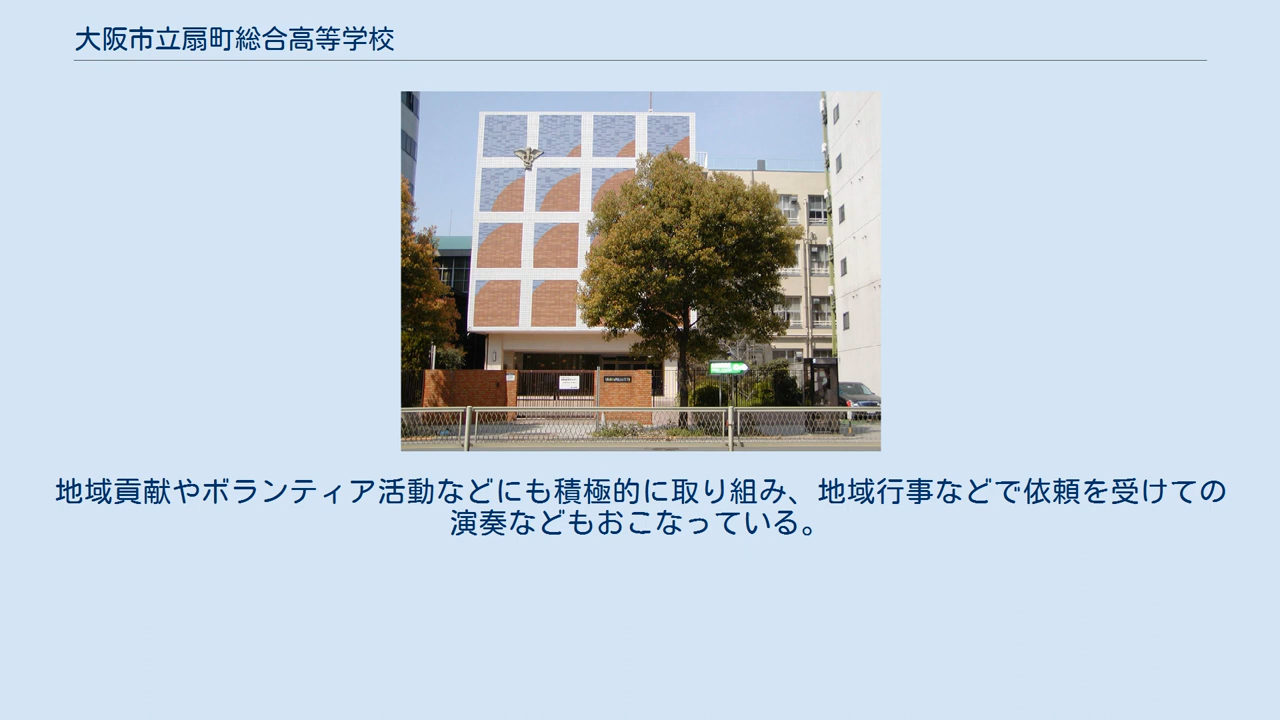 大阪市立扇町総合高等学校
地域貢献やボランティア活動などにも積極的に取り組み、地域行事などで依頼を受けての
演奏などもおこなっている。